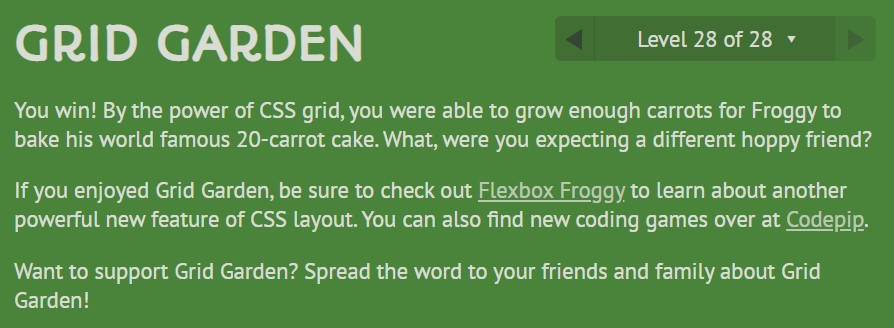 GRID GARDEN
Level 28 of 28
You win! By the power of CSS grid, you were able to grow enough carrots for Froggy to
bake his world famous 20-carrot cake. What, were you expecting a different hoppy friend?
If you enjoyed Grid Garden, be sure to check out Flexbox Froggy to learn about another
powerful new feature of CSS layout. You can also find new coding games over at Codepip.
Want to support Grid Garden? Spread the word to your friends and family about Grid
Garden!